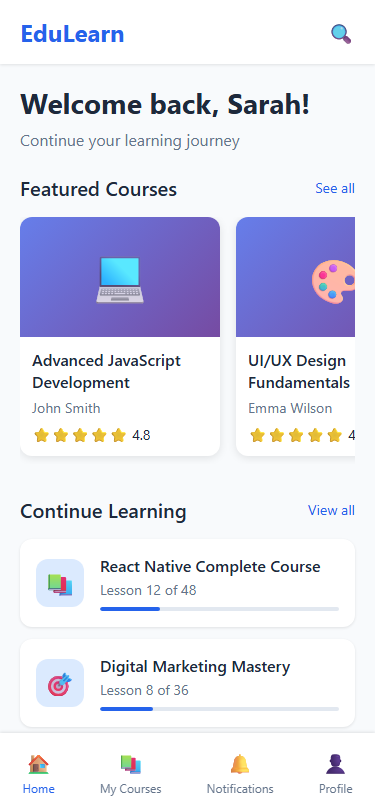 EduLearn
Welcome back, Sarah!
Continue your learning journey
Featured Courses
See all
Advanced JavaScript
Development
John Smith
4.8
UI/UX Design
Fundamentals
Emma Wilson
4
Continue Learning
View all
React Native Complete Course
Lesson 12 of 48
Digital Marketing Mastery
Lesson 8 of 36
Home
My Courses
Notifications
Profile